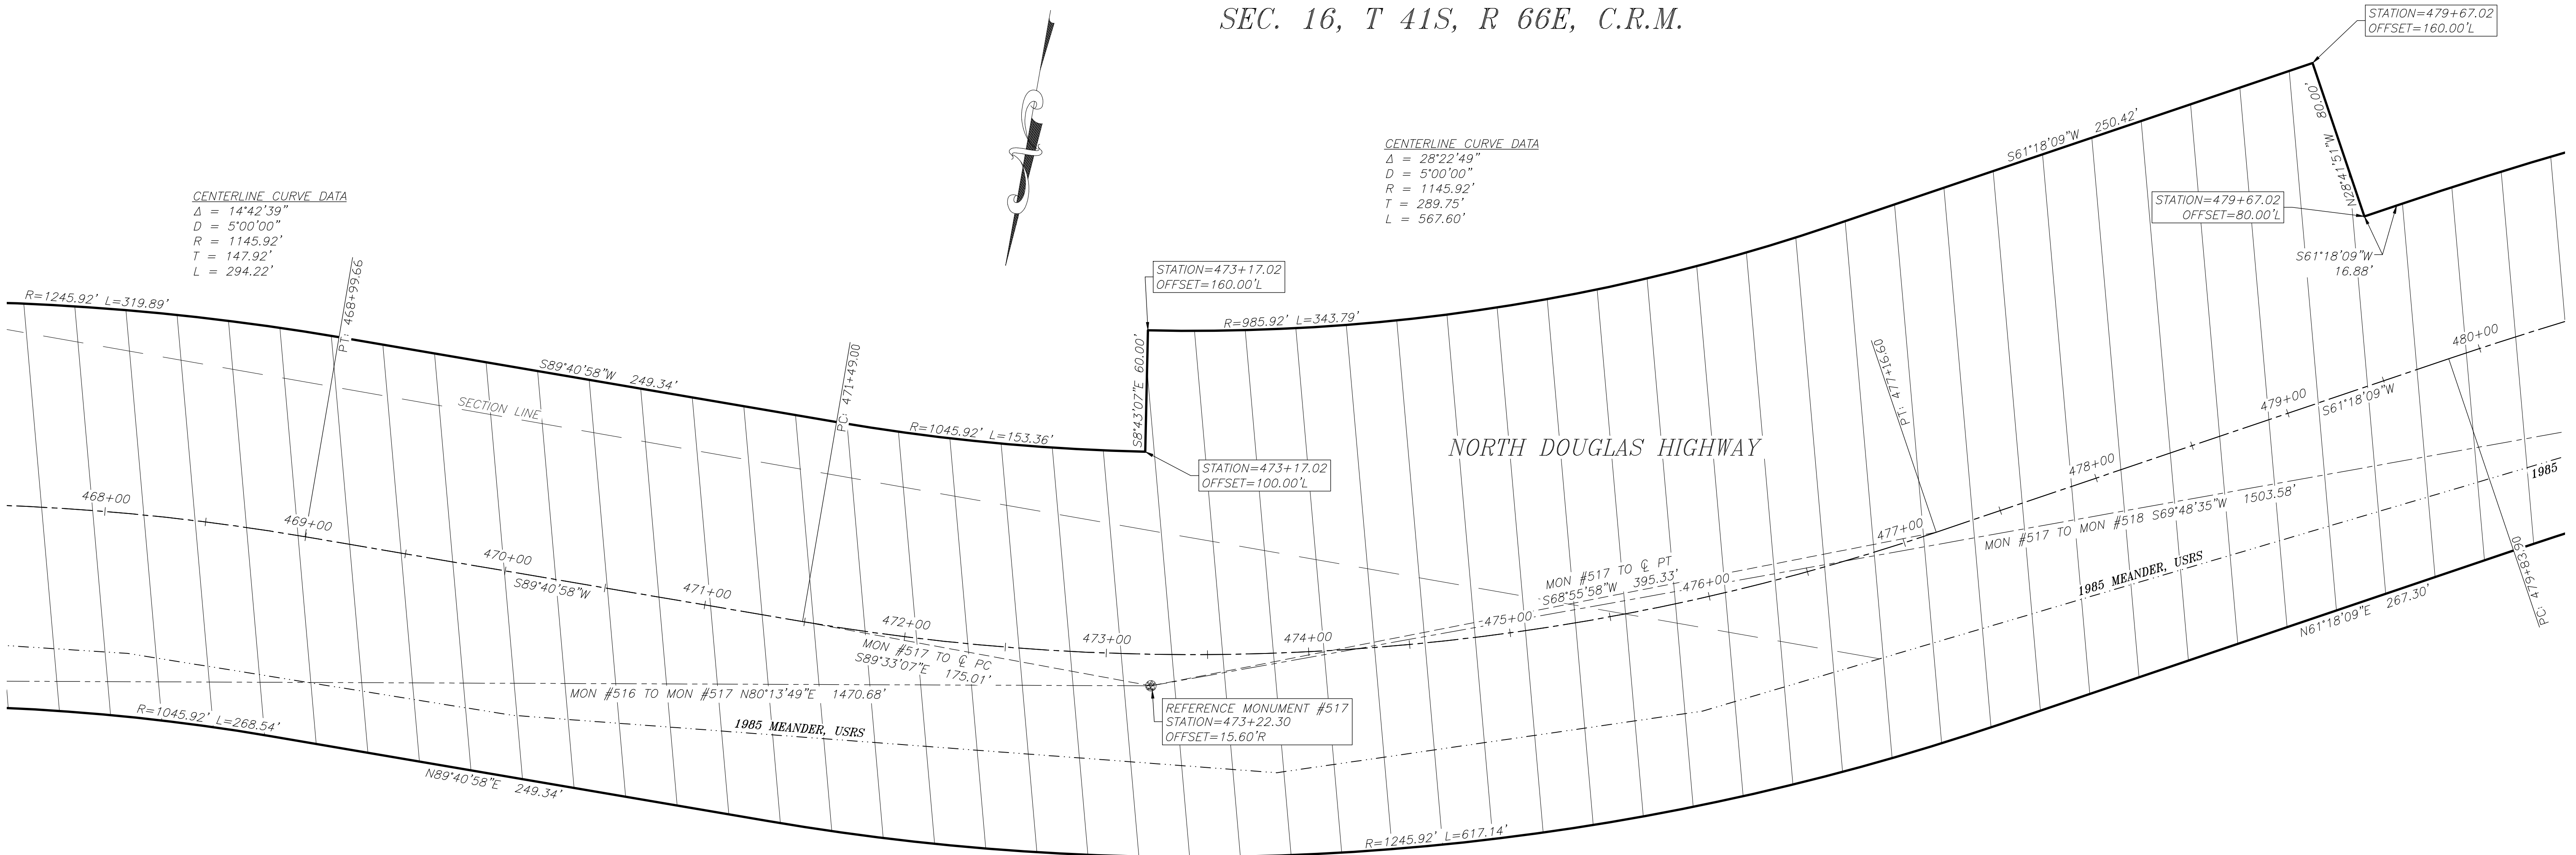 SEC. 16, T 41S, R 66E, C.R.M.
STATION=479+67.02
OFFSET=160.00'L
CENTERLINE CURVE DATA
Δ = 14°42'39"
D = 5°00'00"
R = 1145.92'
T = 147.92'
L = 294.22'
CENTERLINE CURVE DATA
Δ = 28°22'49"
D = 5°00'00"
R = 1145.92'
T = 289.75'
L = 567.60'
S61°18'09"W 250.42'
N28°41'51"W 80.00'
STATION=479+67.02
OFFSET=80.00'L
S61°18'09"W
16.88'
R=1245.92' L=319.89'
PT: 468+99.66
S89°40'58"W 249.34'
SECTION LINE
PC: 471+49.00
R=1045.92' L=153.36'
STATION=473+17.02
OFFSET=160.00'L
S8°43'07"E 60.00'
STATION=473+17.02
OFFSET=100.00'L
R=985.92' L=343.79'
NORTH DOUGLAS HIGHWAY
PT: 477+16.60
468+00
469+00
470+00
S89°40'58"W
471+00
472+00
473+00
474+00
475+00
476+00
477+00
478+00
479+00
S61°18'09"W
480+00
MON #517 TO ℄ PC
S89°33'07"E 175.01'
MON #517 TO ℄ PT
S68°55'58"W 395.33'
MON #517 TO MON #518 S69°48'35"W 1503.58'
1985
1985 MEANDER, USRS
MON #516 TO MON #517 N80°13'49"E 1470.68'
REFERENCE MONUMENT #517
STATION=473+22.30
OFFSET=15.60'R
R=1045.92' L=268.54'
1985 MEANDER, USRS
N89°40'58"E 249.34'
R=1245.92' L=617.14'
N61°18'09"E 267.30'
PC: 479+83.90